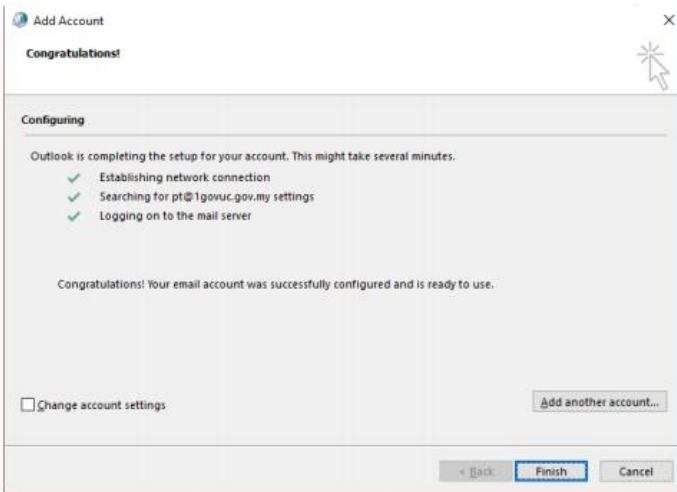 Add Account
Congratulations!
Configuring
Outlook is completing the setup for your account. This might take several minutes.
Establishing network connection
Searching for pt@1govuc.gov.my settings
Logging on to the mail server
Congratulations! Your email account was successfully configured and is ready to use.
Change account settings
Add another account...
< Back
Finish
Cancel